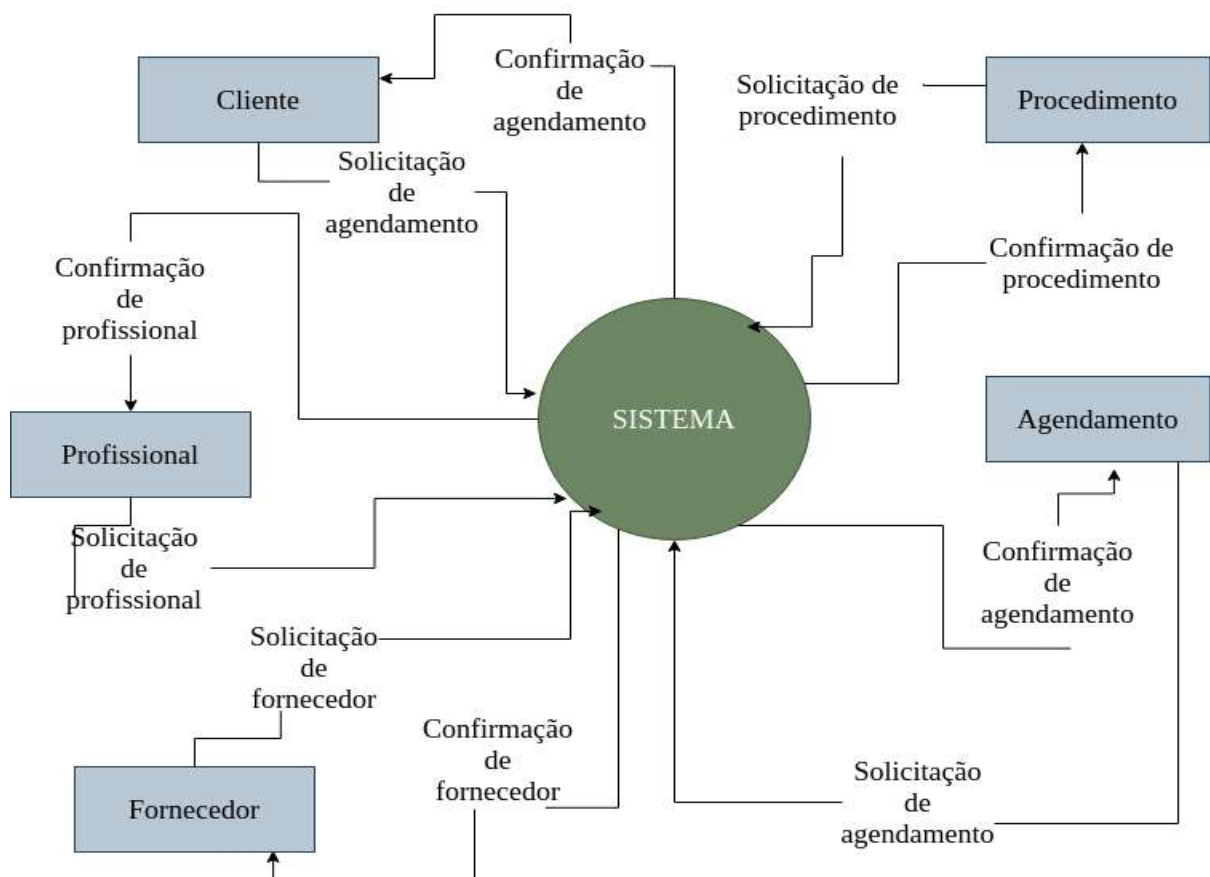 Cliente
Confirmação
de
agendamento
Solicitação de
procedimento
Procedimento
Solicitação
de
agendamento
Confirmação
de
profissional
Confirmação de
procedimento
SISTEMA
Agendamento
Profissional
Solicitação
de
profissional
Confirmação
de
agendamento
Solicitação
de
fornecedor
Confirmação
de
fornecedor
Solicitação
de
agendamento
Fornecedor